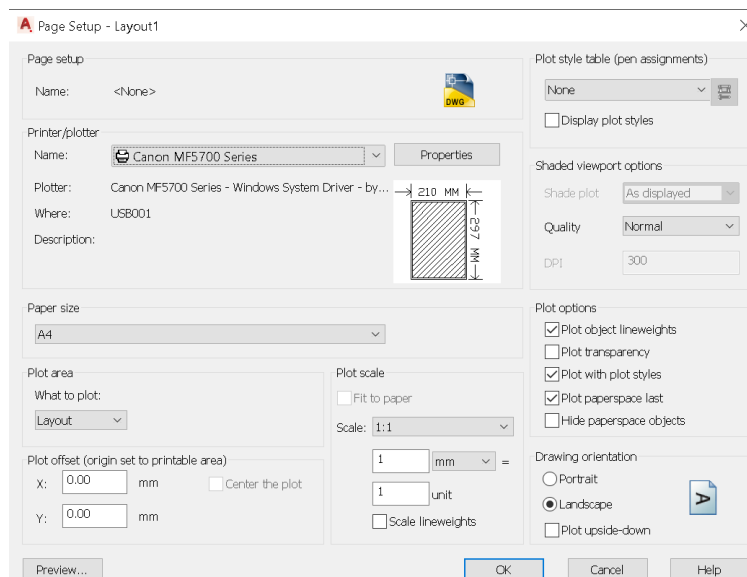 Page Setup - Layout1
Page setup
Name: <None>
DWG
Printer/plotter
Name: Canon MF5700 Series
Properties
Plotter: Canon MF5700 Series - Windows System Driver - by...
Where: USB001
Description:
210 MM
297 MM
Paper size
A4
Plot area
What to plot:
Layout
Plot offset (origin set to printable area)
X: 0.00 mm
Center the plot
Y: 0.00 mm
Plot scale
Fit to paper
Scale: 1:1
1 mm =
1 unit
Scale lineweights
Plot style table (pen assignments)
None
Display plot styles
Shaded viewport options
Shade plot As displayed
Quality Normal
DPI 300
Plot options
Plot object lineweights
Plot transparency
Plot with plot styles
Plot paperspace last
Hide paperspace objects
Drawing orientation
Portrait
Landscape
A
Plot upside-down
Preview...
OK
Cancel
Help